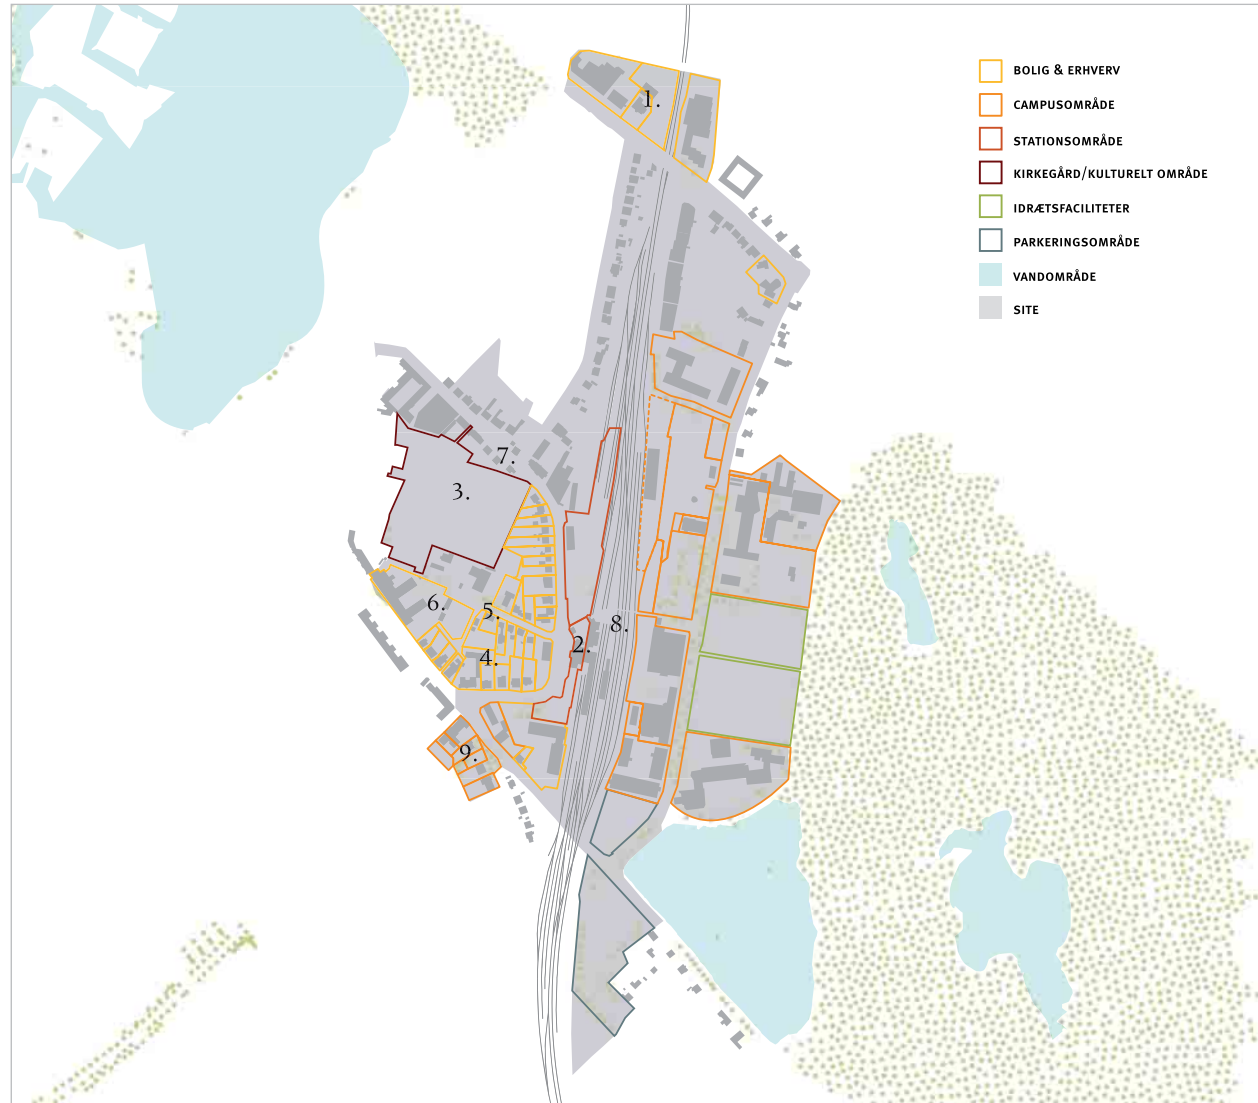 BOLIG & ERHVERV
CAMPUSOMRÅDE
STATIONSOMRÅDE
KIRKEGÅRD/KULTURELT OMRÅDE
IDRÆTSFACILITETER
PARKERINGSOMRÅDE
VANDOMRÅDE
SITE
1.
7.
3.
6.
5.
8.
2.
4.
9.